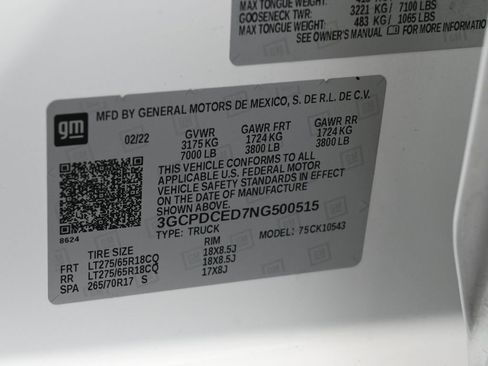 MAX TONGUE WEIGHT:
3221 KG / 7100 LBS
GOOSENECK TWR:
483 KG / 1065 LBS
MAX TONGUE WEIGHT:
SEE OWNER'S MANUAL FOR MORE INFORMATION
gm
MFD BY GENERAL MOTORS DE MEXICO, S. DE R.L. DE C.V.
02/22 GVWR GAWR FRT GAWR RR
3175 KG 1724 KG 1724 KG
7000 LB 3800 LB 3800 LB
THIS VEHICLE CONFORMS TO ALL
APPLICABLE U.S. FEDERAL MOTOR
VEHICLE SAFETY STANDARDS IN EFFECT
ON THE DATE OF MANUFACTURE
SHOWN ABOVE.
3GCPDCED7NG500515
8624
TYPE: TRUCK MODEL: 75CK10543
TIRE SIZE RIM
FRT LT275/65R18CQ 18X8.5J
RR LT275/65R18CQ 18X8.5J
SPA 265/70R17 S 17X8J